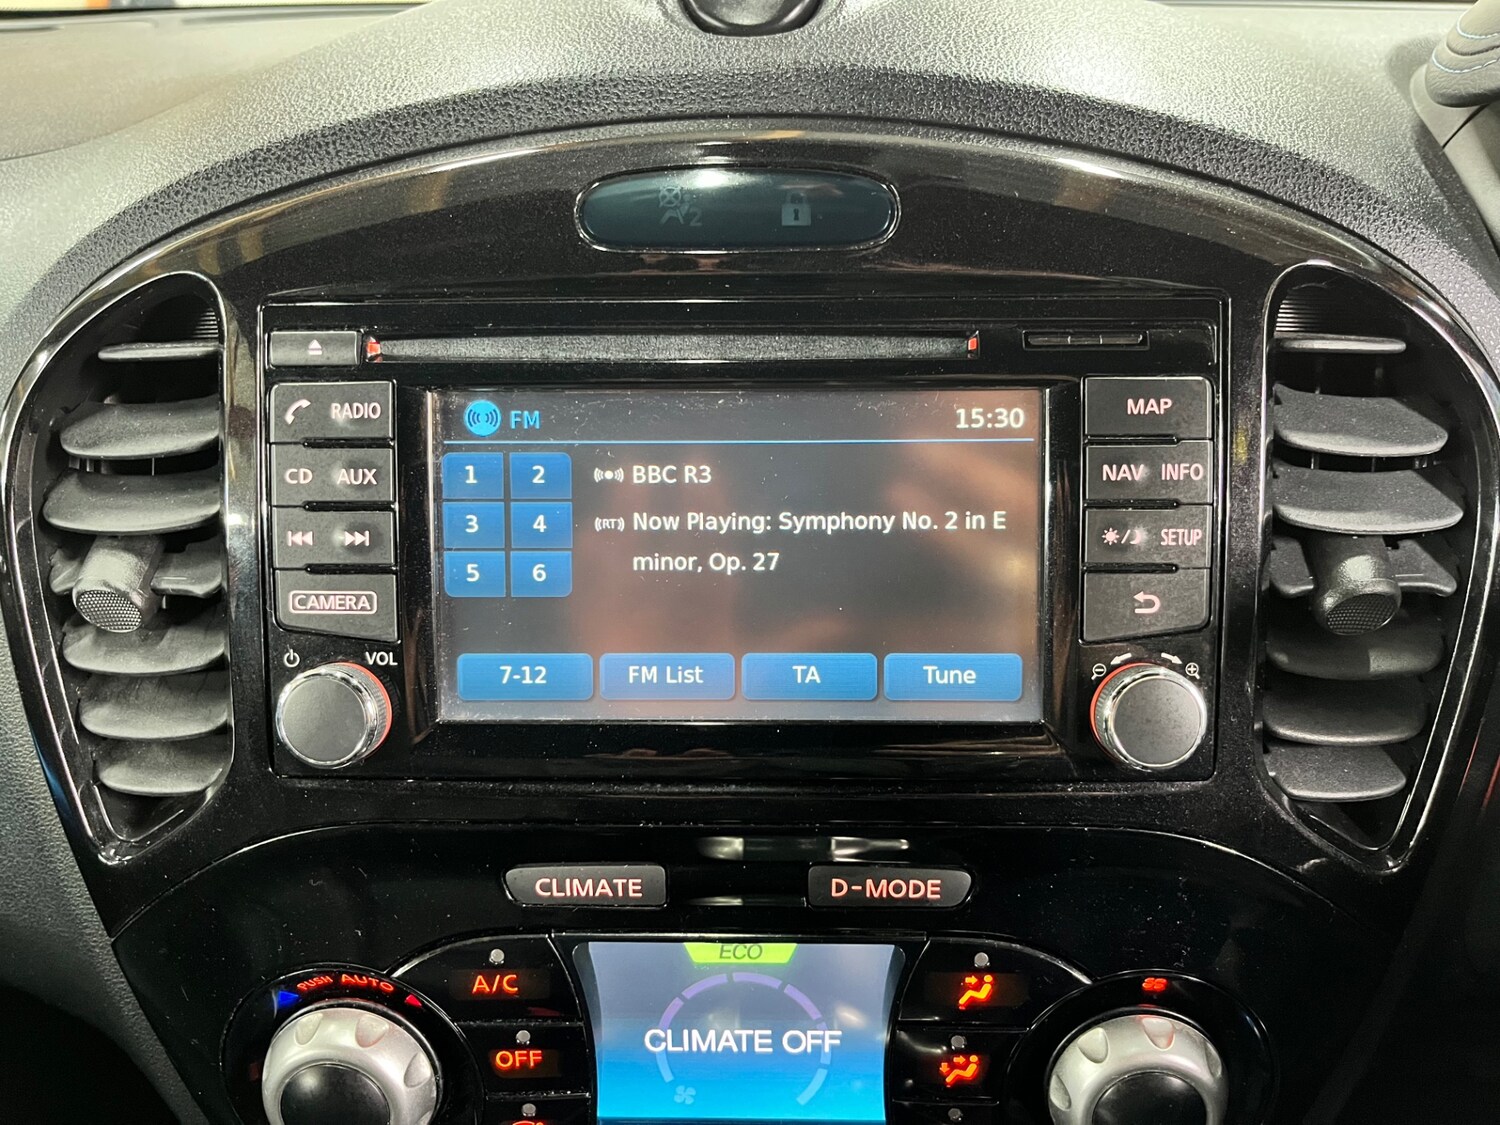 2
RADIO
CD AUX
CAMERA
VOL
FM 15:30
1 2
3 4
5 6
BBC R3
(RT) Now Playing: Symphony No. 2 in E
minor, Op. 27
7-12 FM List TA Tune
MAP
NAV INFO
SETUP
CLIMATE D-MODE
PUSH AUTO
A/C
OFF
ECO
CLIMATE OFF